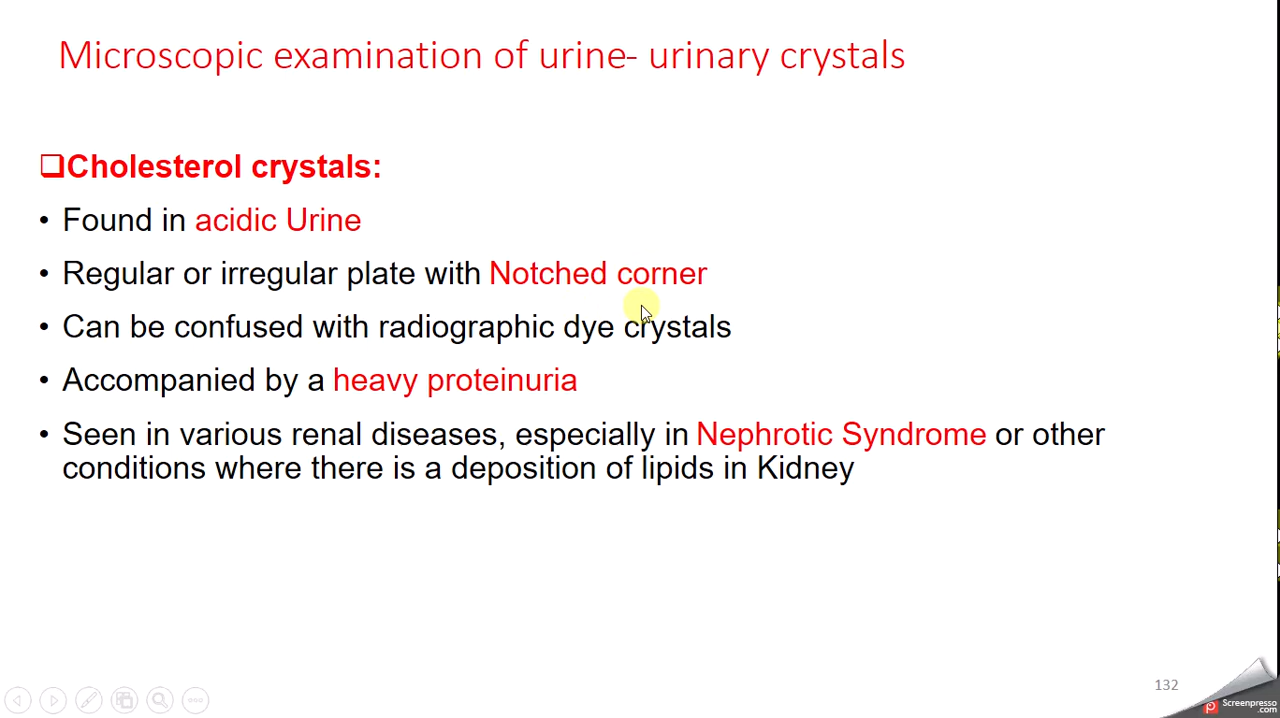 Microscopic examination of urine- urinary crystals
❑Cholesterol crystals:
• Found in acidic Urine
• Regular or irregular plate with Notched corner
• Can be confused with radiographic dye crystals
• Accompanied by a heavy proteinuria
• Seen in various renal diseases, especially in Nephrotic Syndrome or other
conditions where there is a deposition of lipids in Kidney
132
Screenpresso
.com